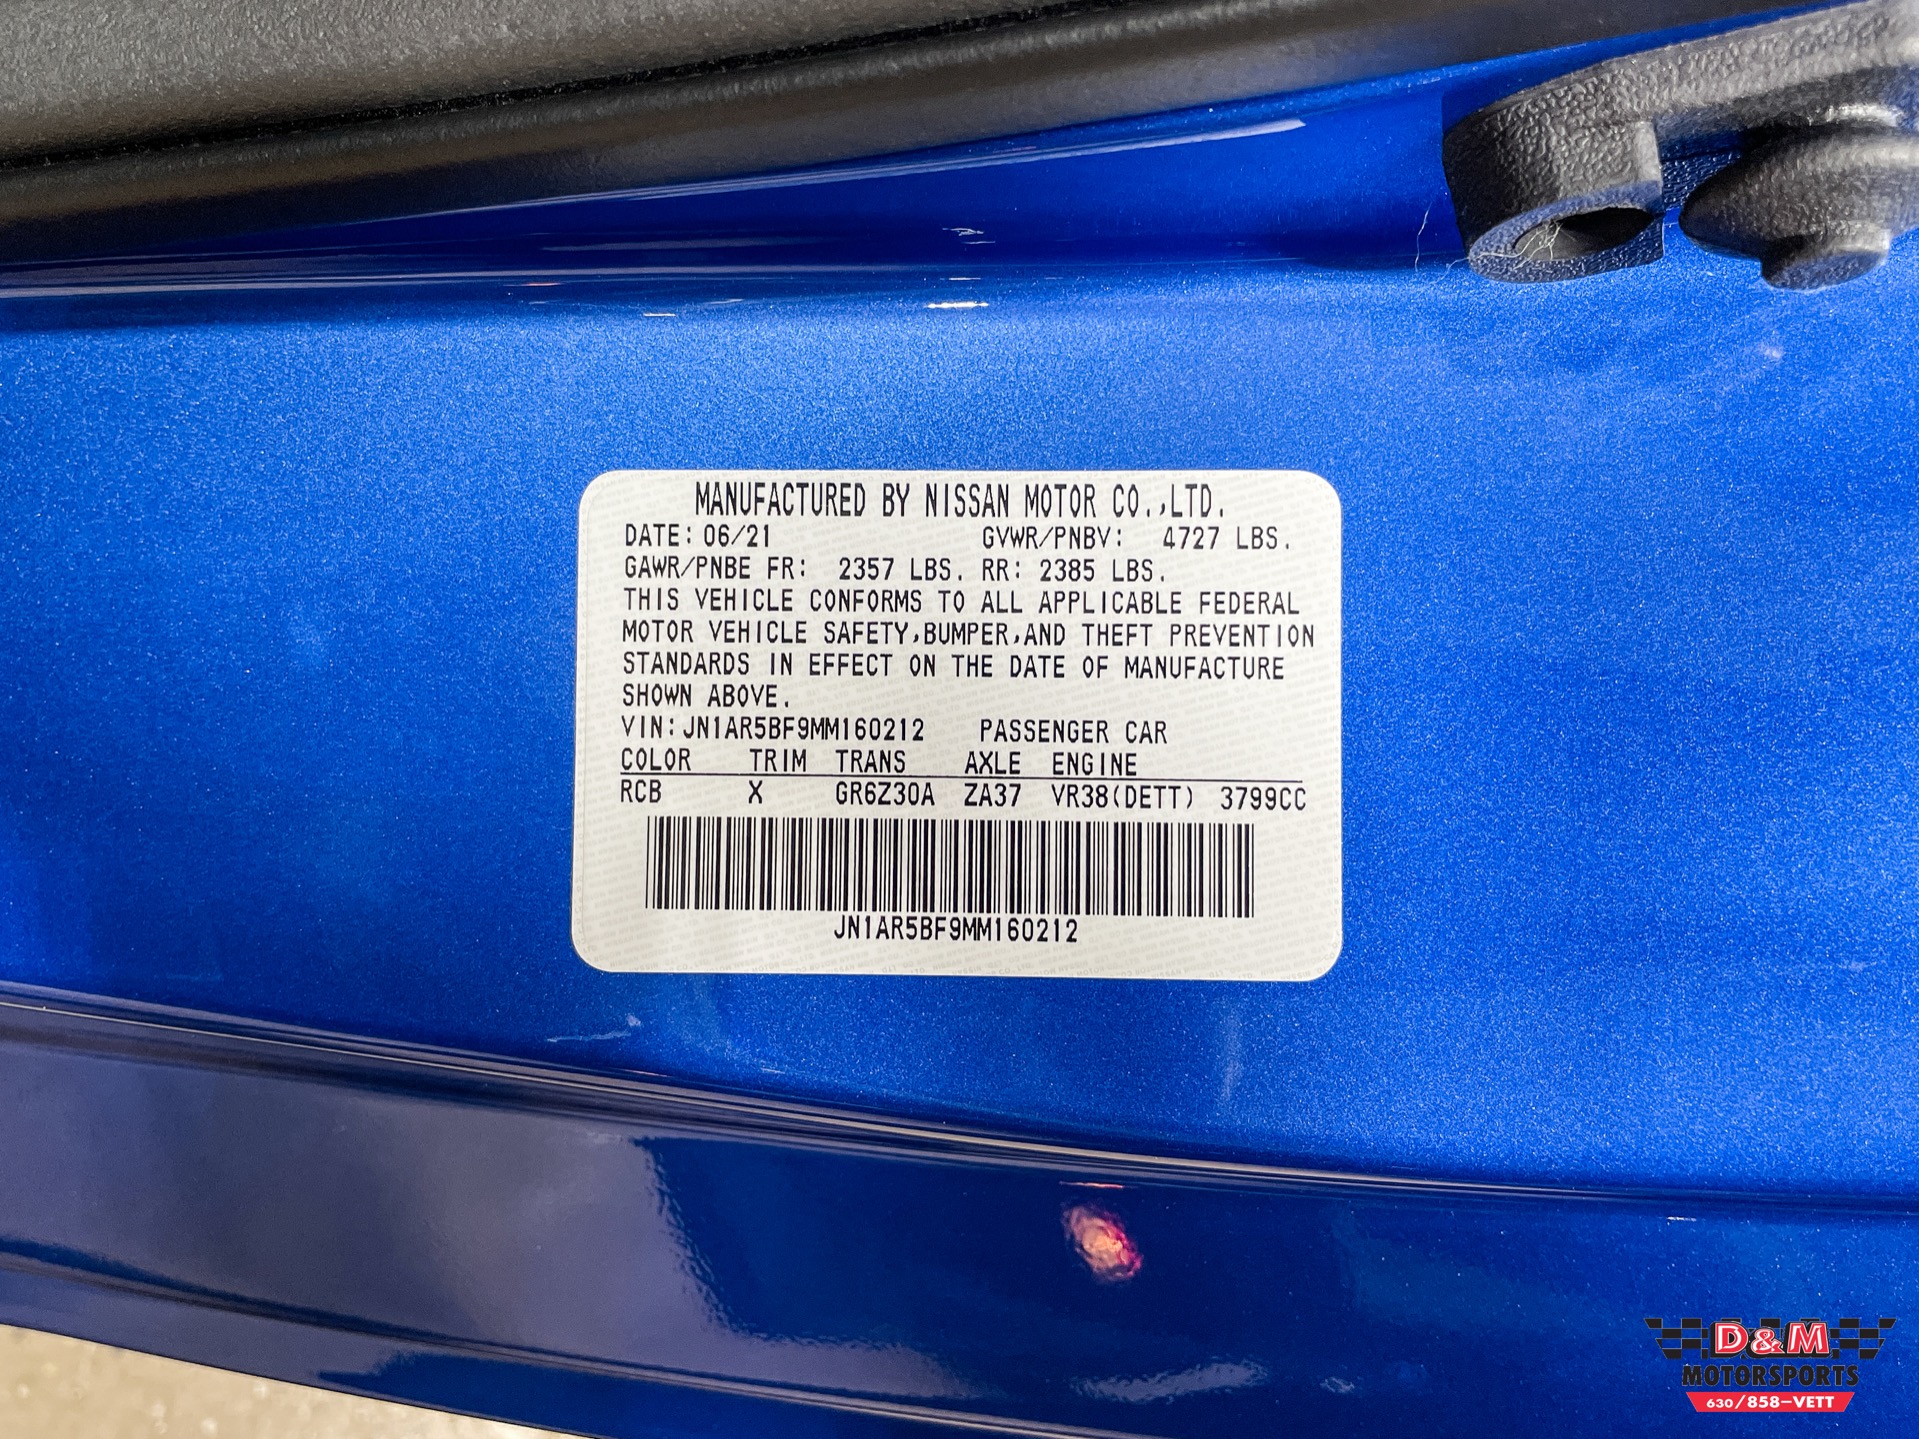 MANUFACTURED BY NISSAN MOTOR CO.,LTD.
DATE: 06/21 GVWR/PNBV: 4727 LBS.
GAWR/PNBE FR: 2357 LBS. RR: 2385 LBS.
THIS VEHICLE CONFORMS TO ALL APPLICABLE FEDERAL
MOTOR VEHICLE SAFETY,BUMPER,AND THEFT PREVENTION
STANDARDS IN EFFECT ON THE DATE OF MANUFACTURE
SHOWN ABOVE.
VIN: JN1AR5BF9MM160212 PASSENGER CAR
COLOR TRIM TRANS AXLE ENGINE
RCB X GR6Z30A ZA37 VR38(DETT) 3799CC
JN1AR5BF9MM160212
D&M
MOTORSPORTS
630/858-VETT